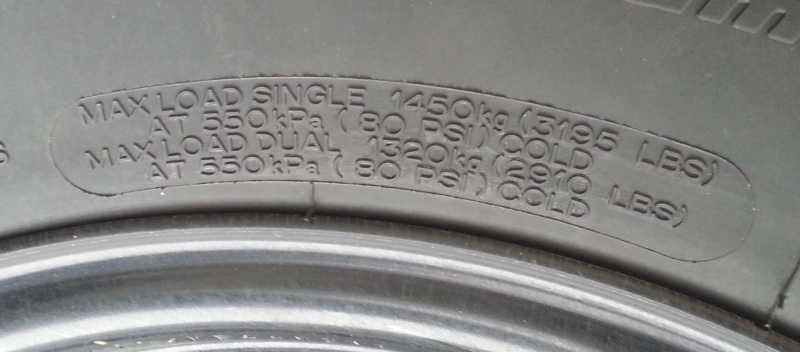 MAX LOAD SINGLE 1450kg (3195 LBS)
AT 550kPa ( 80 PSI) COLD
MAX LOAD DUAL 1320kg (2910 LBS)
AT 550kPa ( 80 PSI) COLD